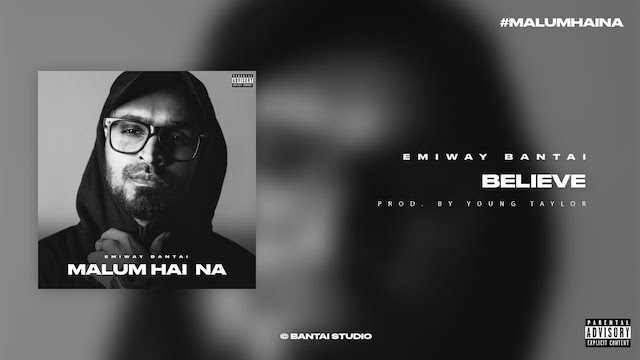 #MALUMHAINA
PARENTAL
ADVISORY
EXPLICIT CONTENT
EMIWAY BANTAI
MALUM HAI NA
EMIWAY BANTAI
BELIEVE
PROD. BY YOUNG TAYLOR
© BANTAI STUDIO
PARENTAL
ADVISORY
EXPLICIT CONTENT